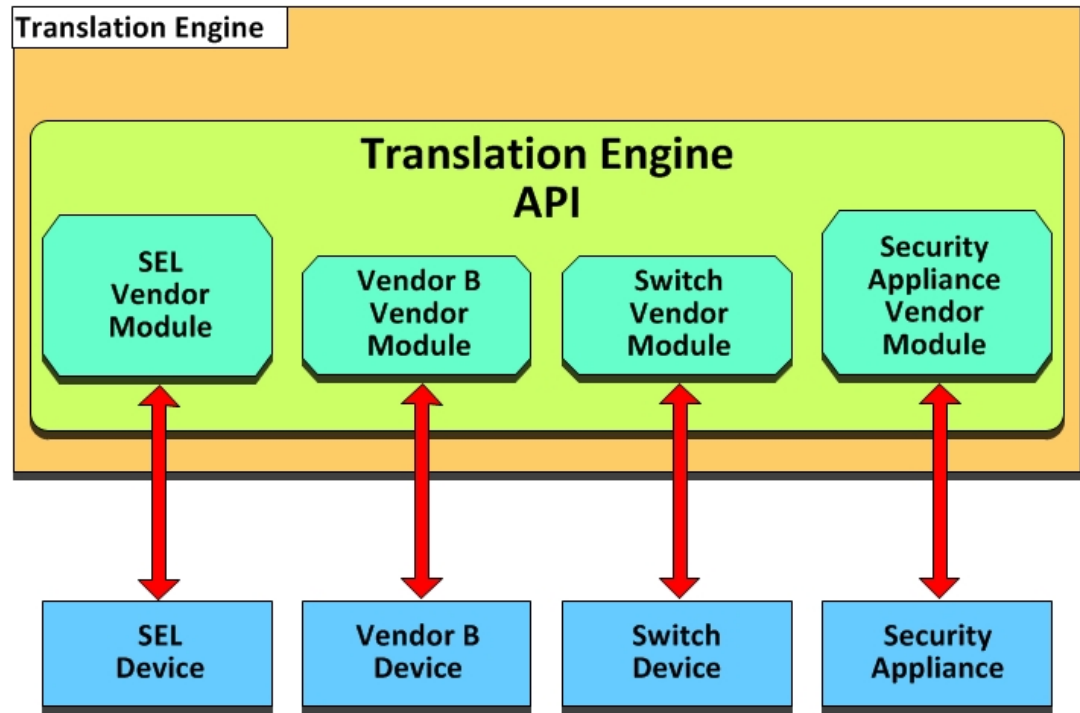 Translation Engine
Translation Engine
API
SEL
Vendor
Module
Vendor B
Vendor
Module
Switch
Vendor
Module
Security
Appliance
Vendor
Module
SEL
Device
Vendor B
Device
Switch
Device
Security
Appliance